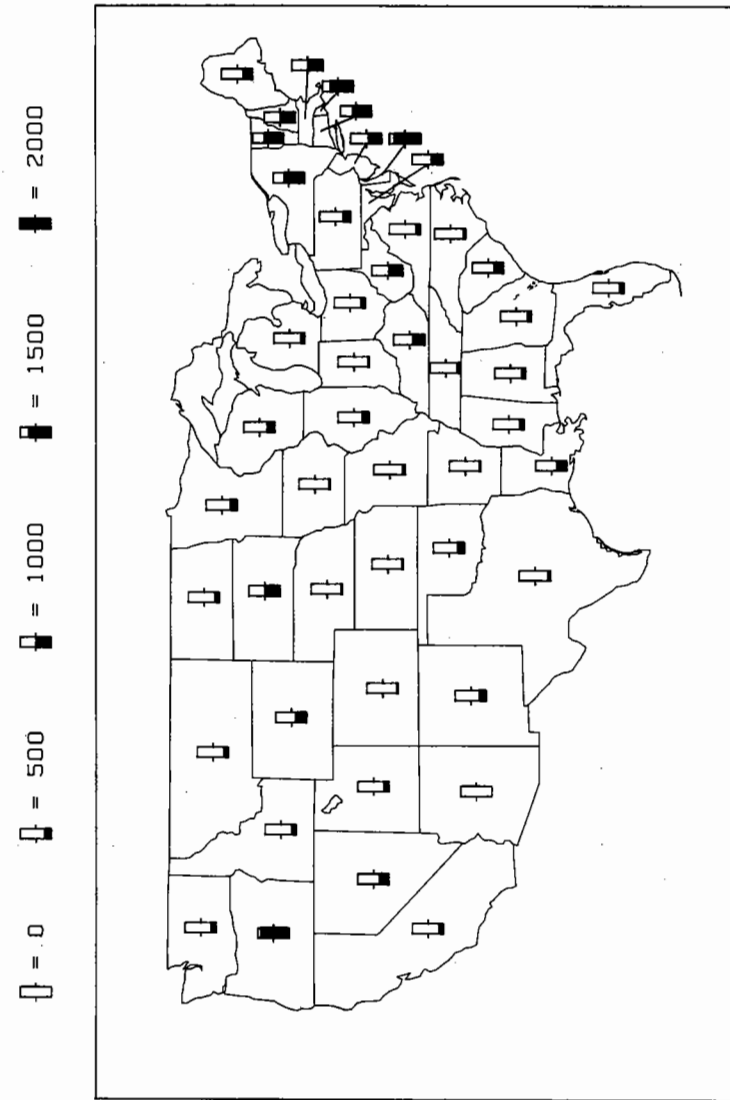 = 0 = 500 = 1000 = 1500 = 2000